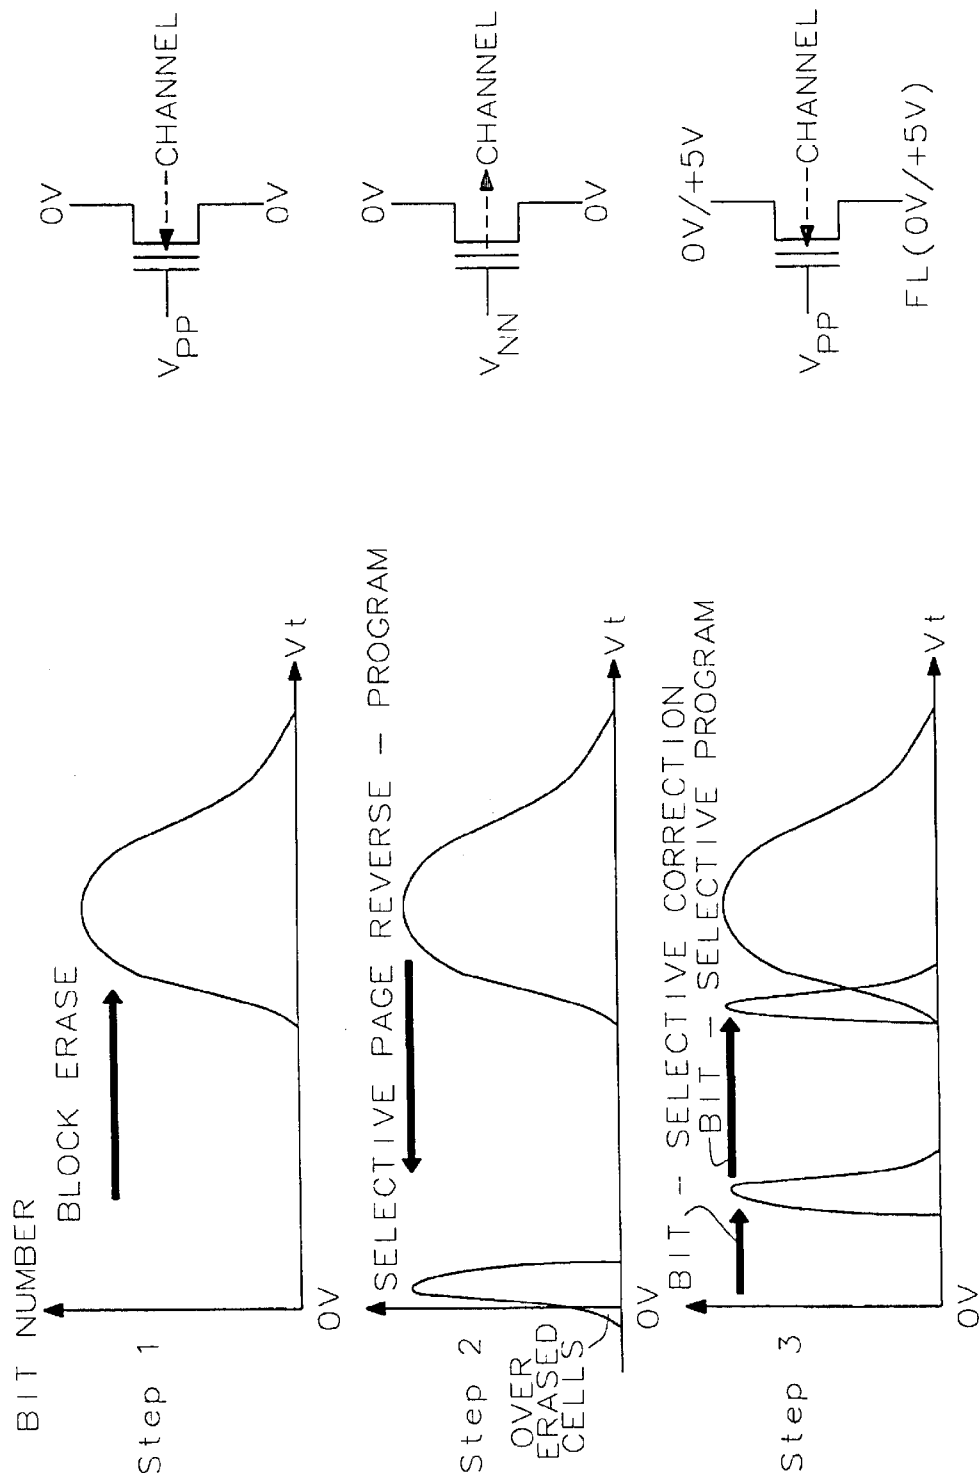 BIT NUMBER
BLOCK ERASE
Step 1
0V
Vt
VPP
0V
CHANNEL
0V
SELECTIVE PAGE REVERSE - PROGRAM
Step 2
OVER
ERASED
CELLS
0V
Vt
VNN
0V
CHANNEL
0V
BIT - SELECTIVE CORRECTION
BIT - SELECTIVE PROGRAM
Step 3
0V
Vt
VPP
0V/+5V
CHANNEL
FL(0V/+5V)